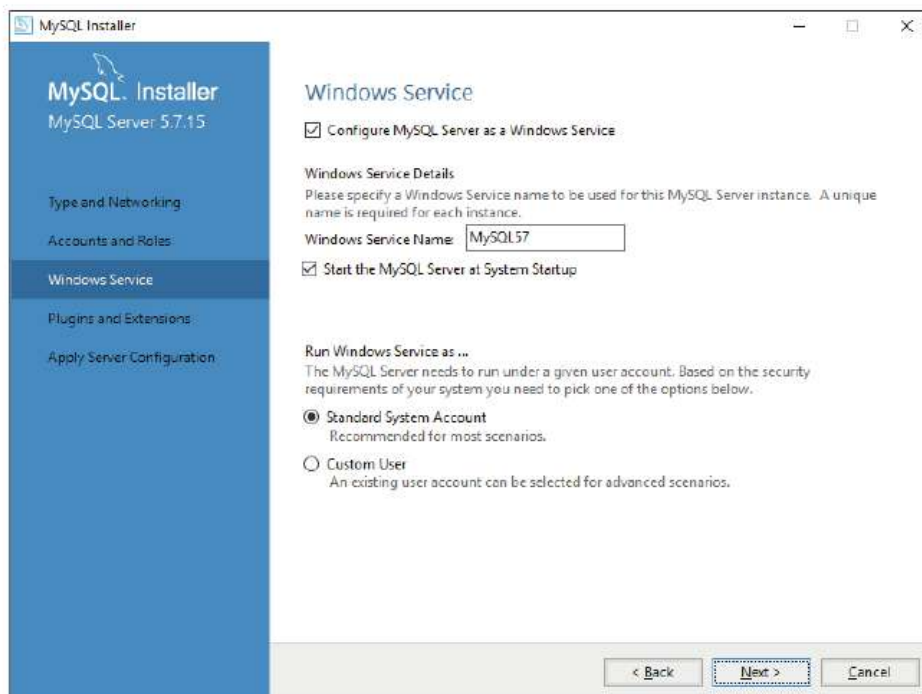 MySQL Installer
MySQL. Installer
MySQL Server 5.7.15
Type and Networking
Accounts and Roles
Windows Service
Plugins and Extensions
Apply Server Configuration
Windows Service
Configure MySQL Server as a Windows Service
Windows Service Details
Please specify a Windows Service name to be used for this MySQL Server instance. A unique
name is required for each instance.
Windows Service Name: MySQL57
Start the MySQL Server at System Startup
Run Windows Service as ...
The MySQL Server needs to run under a given user account. Based on the security
requirements of your system you need to pick one of the options below.
Standard System Account
Recommended for most scenarios.
Custom User
An existing user account can be selected for advanced scenarios.
< Back Next > Cancel